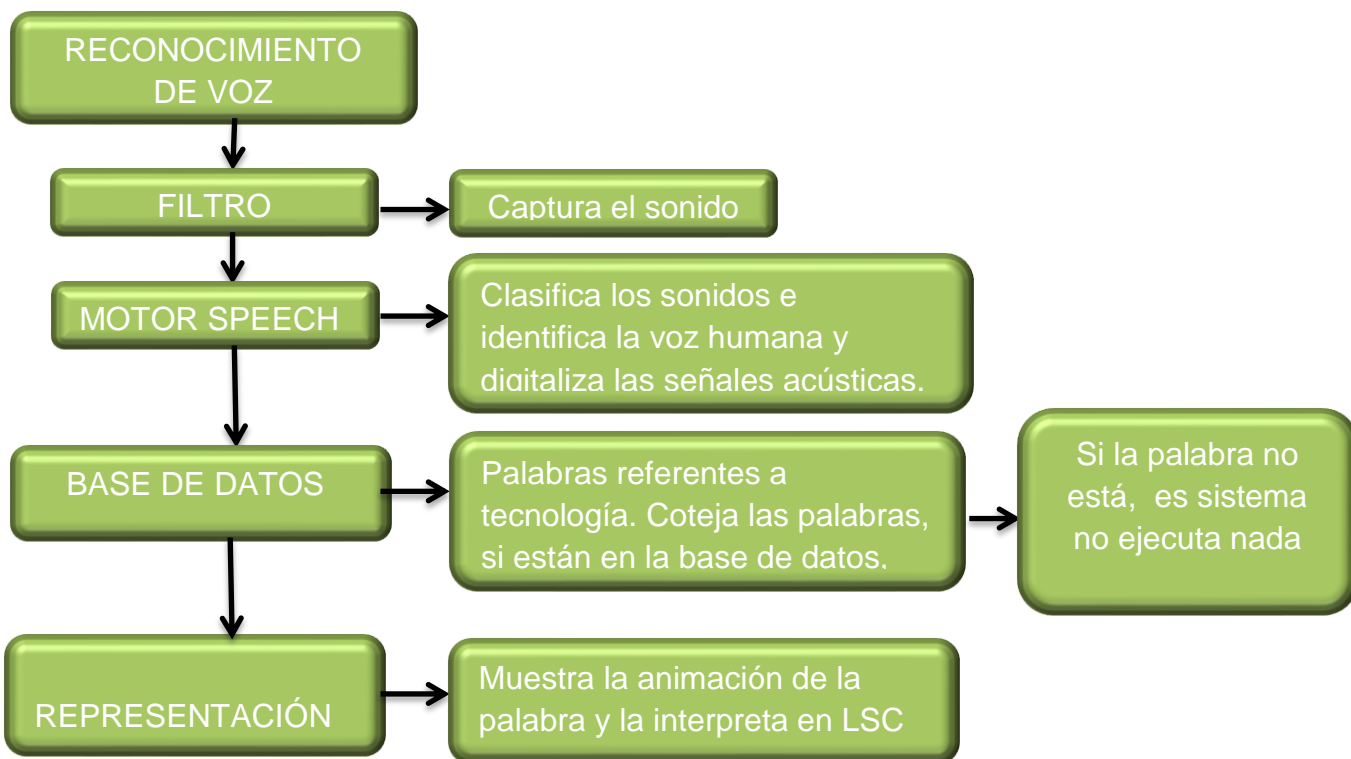 RECONOCIMIENTO
DE VOZ
FILTRO
Captura el sonido
MOTOR SPEECH
Clasifica los sonidos e
identifica la voz humana y
digitaliza las señales acústicas.
BASE DE DATOS
Palabras referentes a
tecnología. Coteja las palabras,
si están en la base de datos.
Si la palabra no
está, es sistema
no ejecuta nada
REPRESENTACIÓN
Muestra la animación de la
palabra y la interpreta en LSC